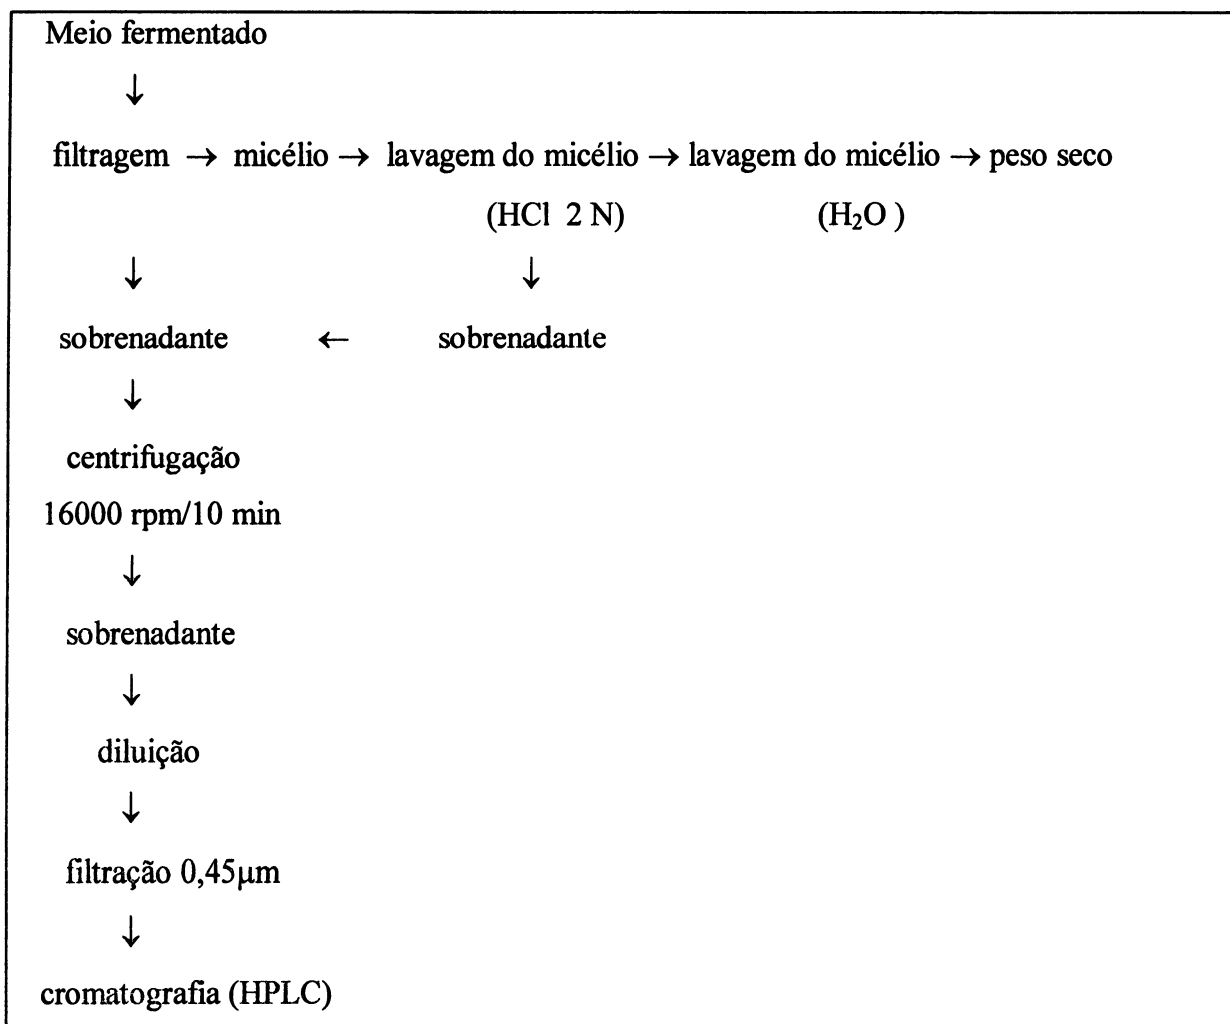 Meio fermentado
↓
filtragem → micélio → lavagem do micélio → lavagem do micélio → peso seco
(HCl 2 N) (H₂O )
↓ ↓
sobrenadante ← sobrenadante
↓
centrifugação
16000 rpm/10 min
↓
sobrenadante
↓
diluição
↓
filtração 0,45µm
↓
cromatografia (HPLC)